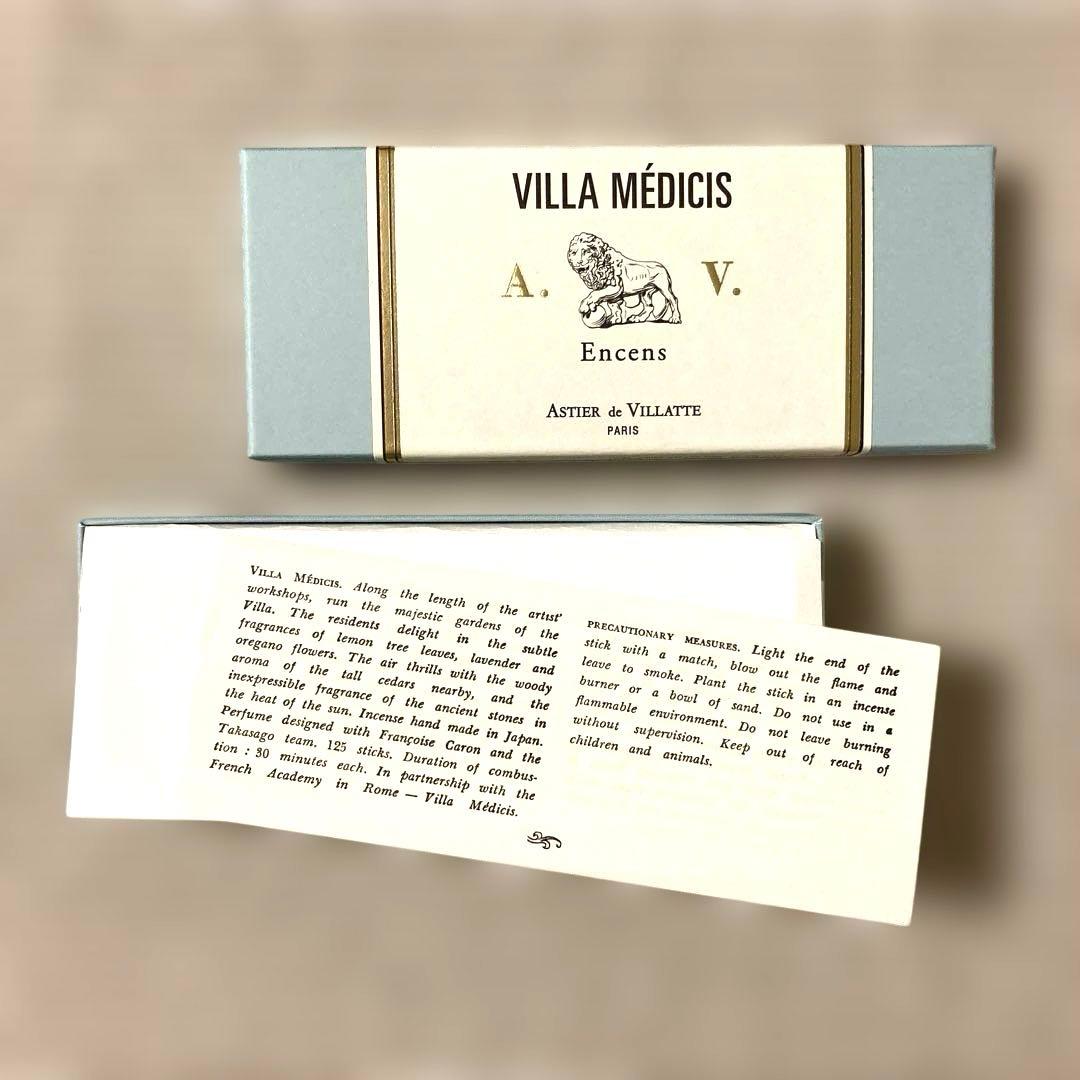 VILLA MÉDICIS
A. V.
Encens
ASTIER de VILLATTE
PARIS
VILLA MÉDICIS. Along the length of the artist'
workshops, run the majestic gardens of the
Villa. The residents delight in the subtle
fragrances of lemon tree leaves, lavender and
oregano flowers. The air thrills with the woody
aroma of the tall cedars nearby, and the
inexpressible fragrance of the ancient stones in
the heat of the sun. Incense hand made in Japan.
Perfume designed with Françoise Caron and the
Takasago team. 125 sticks. Duration of combus-
tion : 30 minutes each. In partnership with the
French Academy in Rome — Villa Médicis.
PRECAUTIONARY MEASURES. Light the end of the
stick with a match, blow out the flame and
leave to smoke. Plant the stick in an incense
burner or a bowl of sand. Do not use in a
flammable environment. Do not leave burning
without supervision. Keep out of reach of
children and animals.